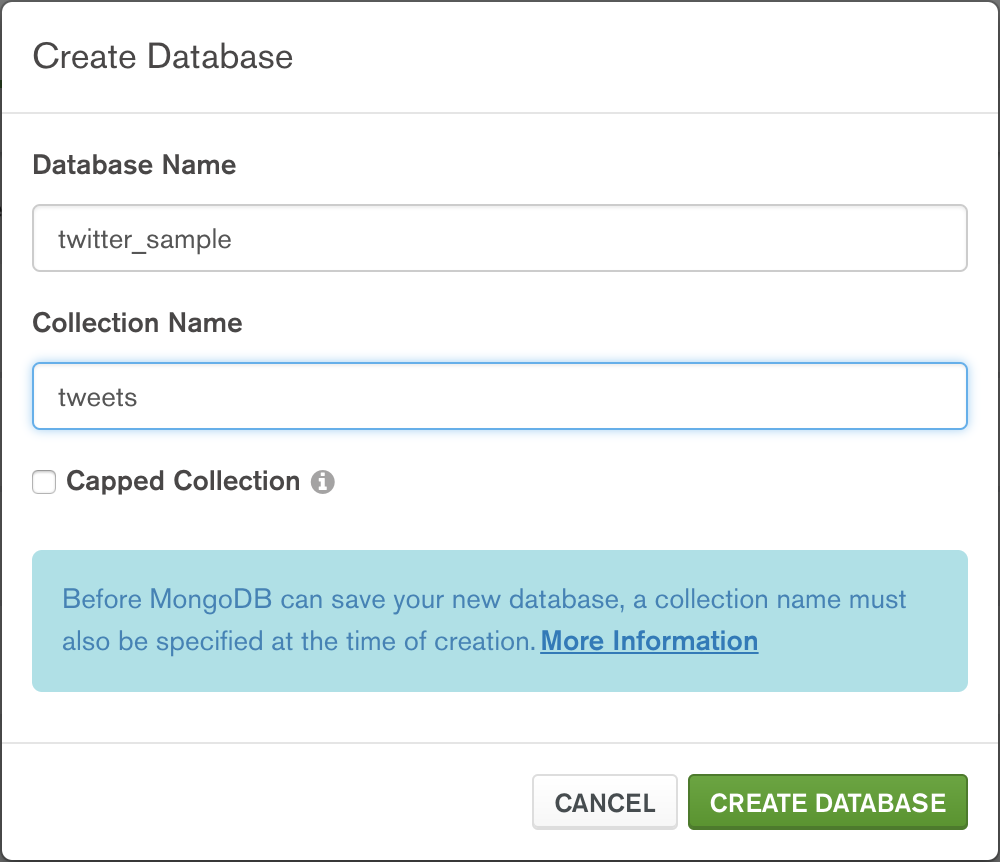 Create Database
Database Name
twitter_sample
Collection Name
tweets
Capped Collection
Before MongoDB can save your new database, a collection name must
also be specified at the time of creation. More Information
CANCEL CREATE DATABASE